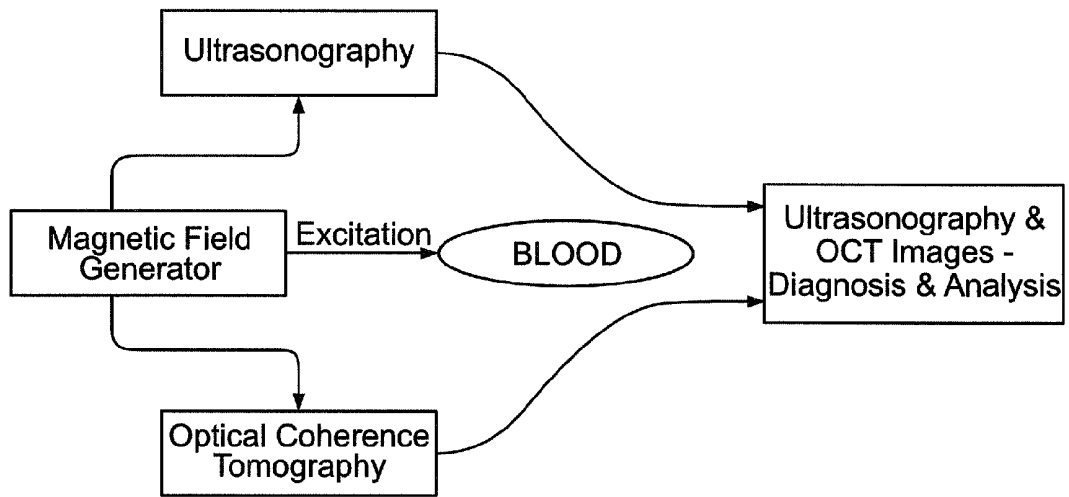 Ultrasonography
Magnetic Field
Generator
Excitation
BLOOD
Ultrasonography &
OCT Images -
Diagnosis & Analysis
Optical Coherence
Tomography